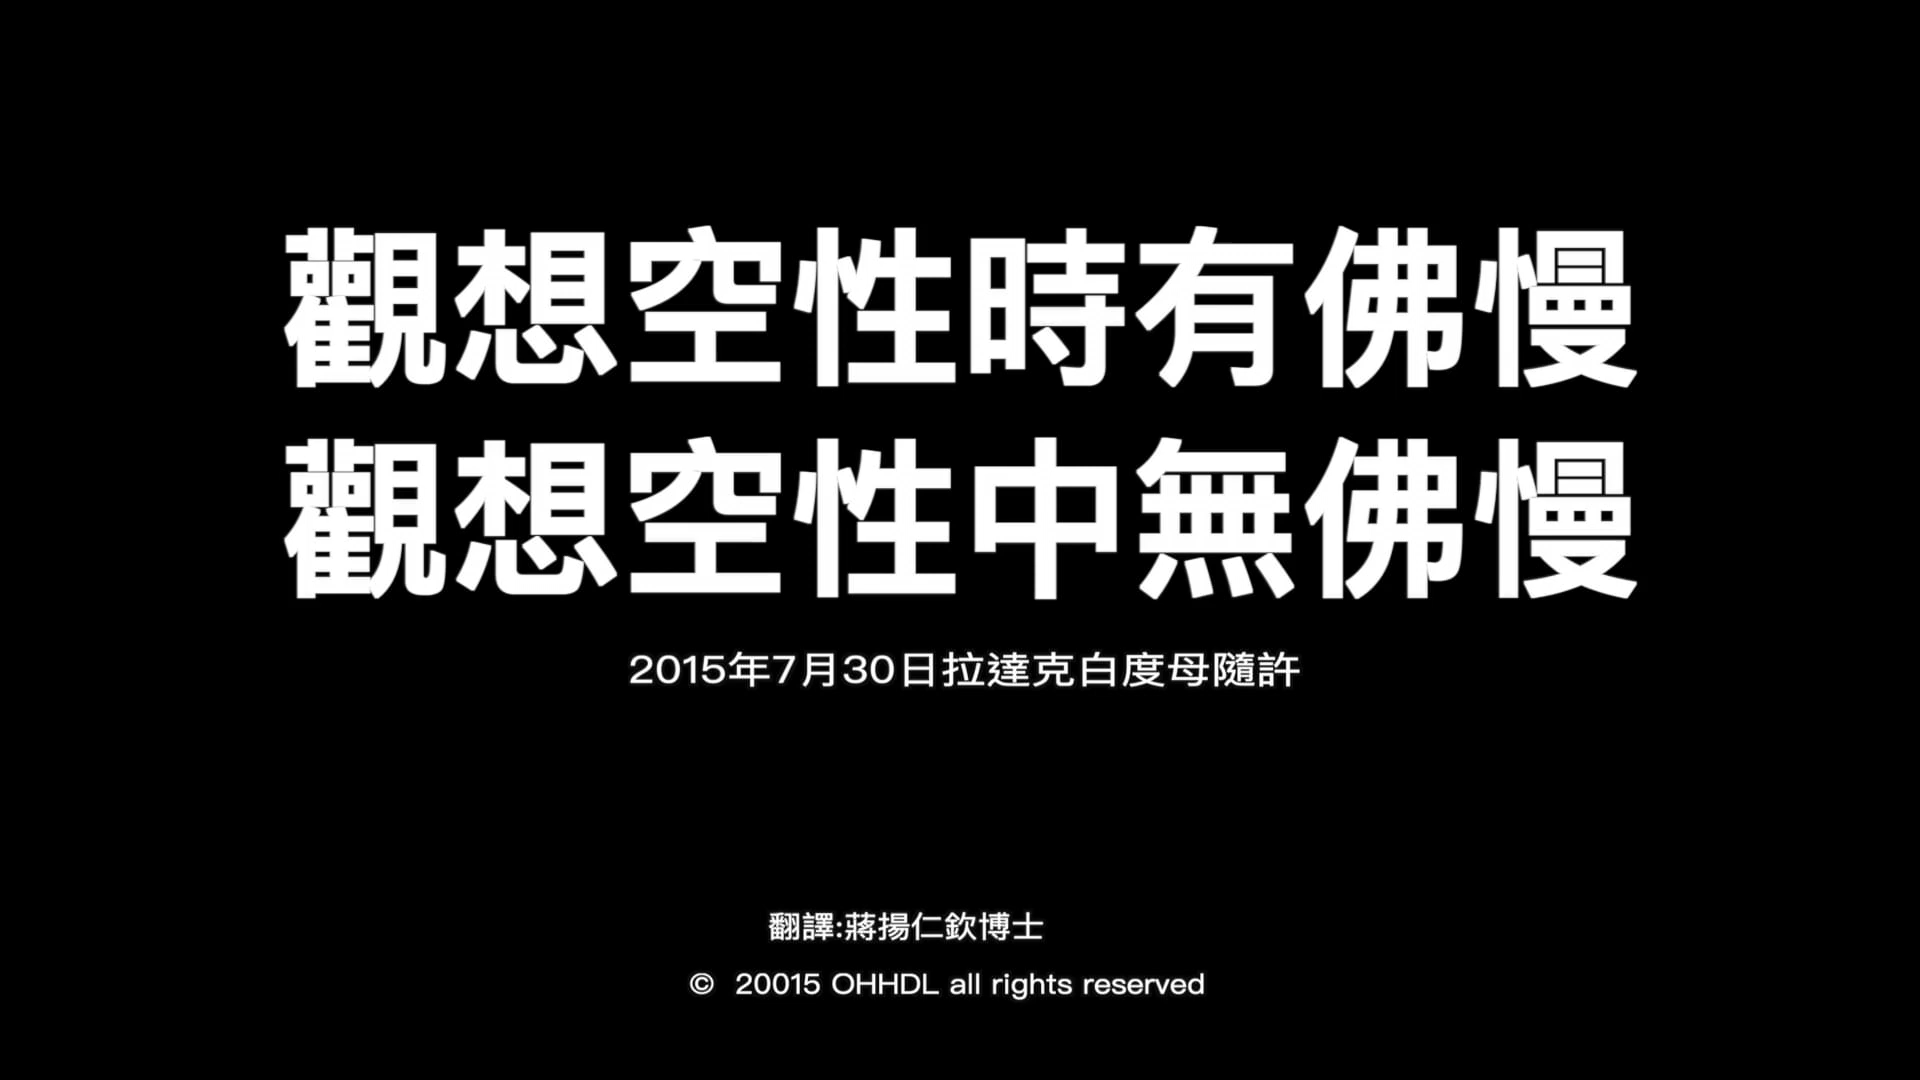 觀想空性時有佛慢
觀想空性中無佛慢
2015年7月30日拉達克白度母隨許
翻譯:蔣揚仁欽博士
© 20015 OHHDL all rights reserved